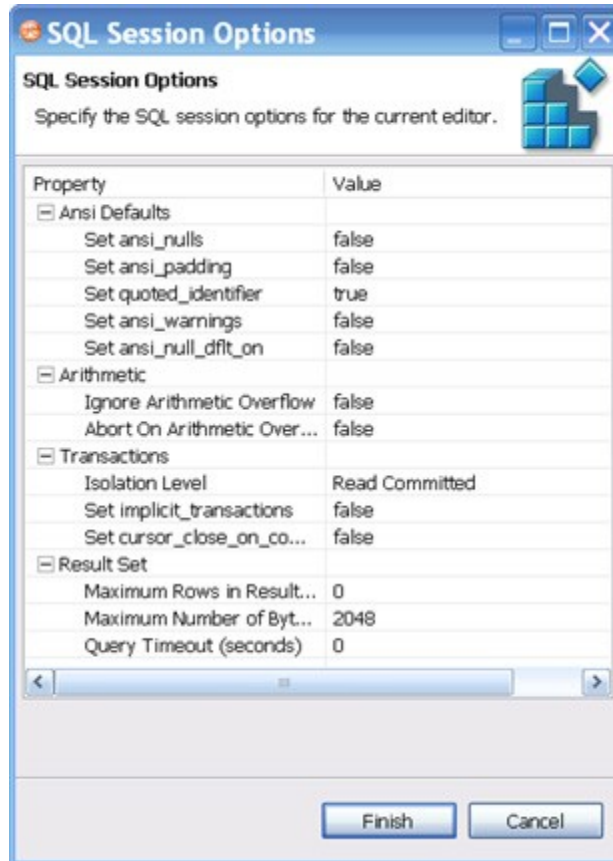 SQL Session Options
SQL Session Options
Specify the SQL session options for the current editor.
Property Value
Ansi Defaults
Set ansi_nulls false
Set ansi_padding false
Set quoted_identifier true
Set ansi_warnings false
Set ansi_null_dflt_on false
Arithmetic
Ignore Arithmetic Overflow false
Abort On Arithmetic Over... false
Transactions
Isolation Level Read Committed
Set implicit_transactions false
Set cursor_close_on_co... false
Result Set
Maximum Rows in Result... 0
Maximum Number of Byt... 2048
Query Timeout (seconds) 0
Finish Cancel